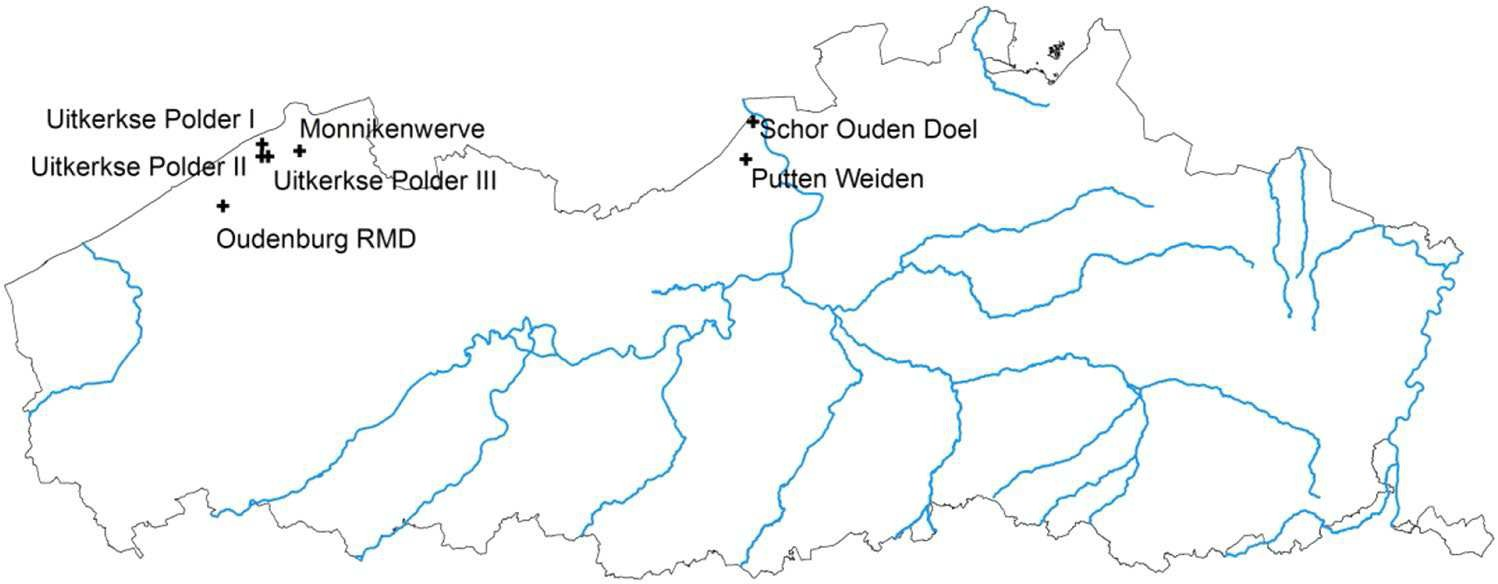 Uitkerkse Polder I
Monnikenwerve
Schor Ouden Doel
Uitkerkse Polder II
Uitkerkse Polder III
Putten Weiden
Oudenburg RMD